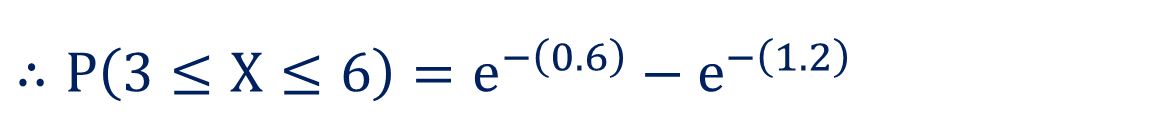 ∴ P(3 ≤ X ≤ 6) = e^{−(0.6)} − e^{−(1.2)}